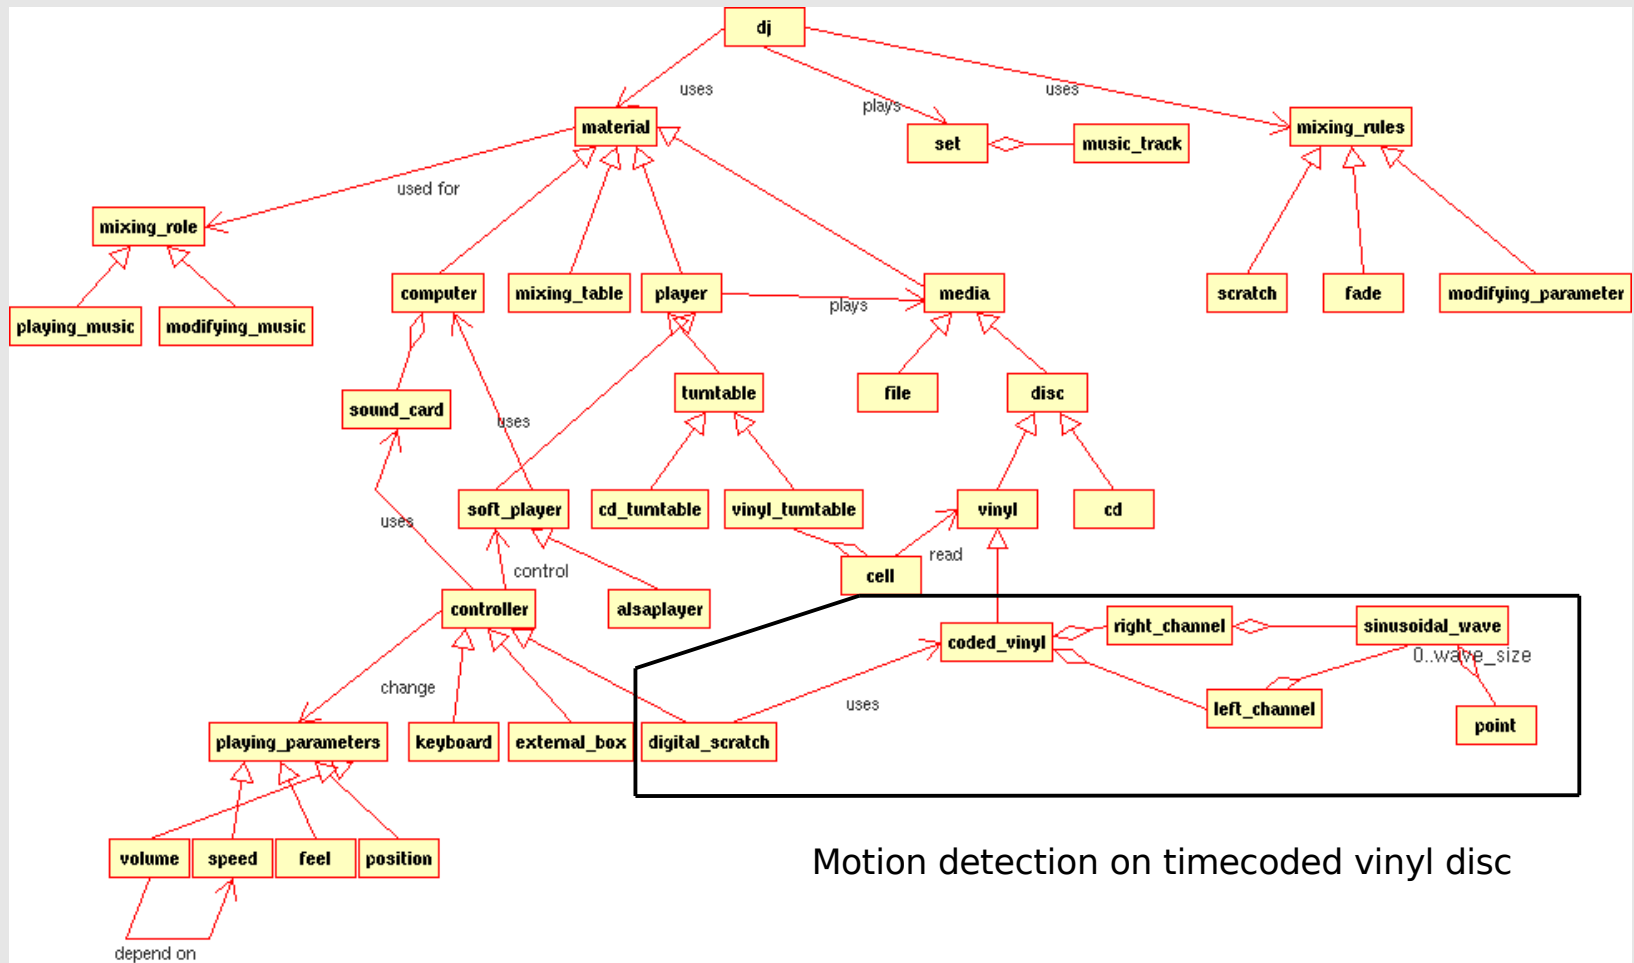 dj
uses
plays
uses
material
set
music_track
mixing_rules
used for
mixing_role
computer
mixing_table
player
plays
media
scratch
fade
modifying_parameter
playing_music
modifying_music
sound_card
uses
turntable
file
disc
uses
soft_player
cd_turntable
vinyl_turntable
vinyl
cd
control
read
cell
controller
alsaplayer
coded_vinyl
right_channel
sinusoidal_wave
0..wave_size
change
uses
left_channel
point
playing_parameters
keyboard
external_box
digital_scratch
volume
speed
feel
position
Motion detection on timecoded vinyl disc
depend on